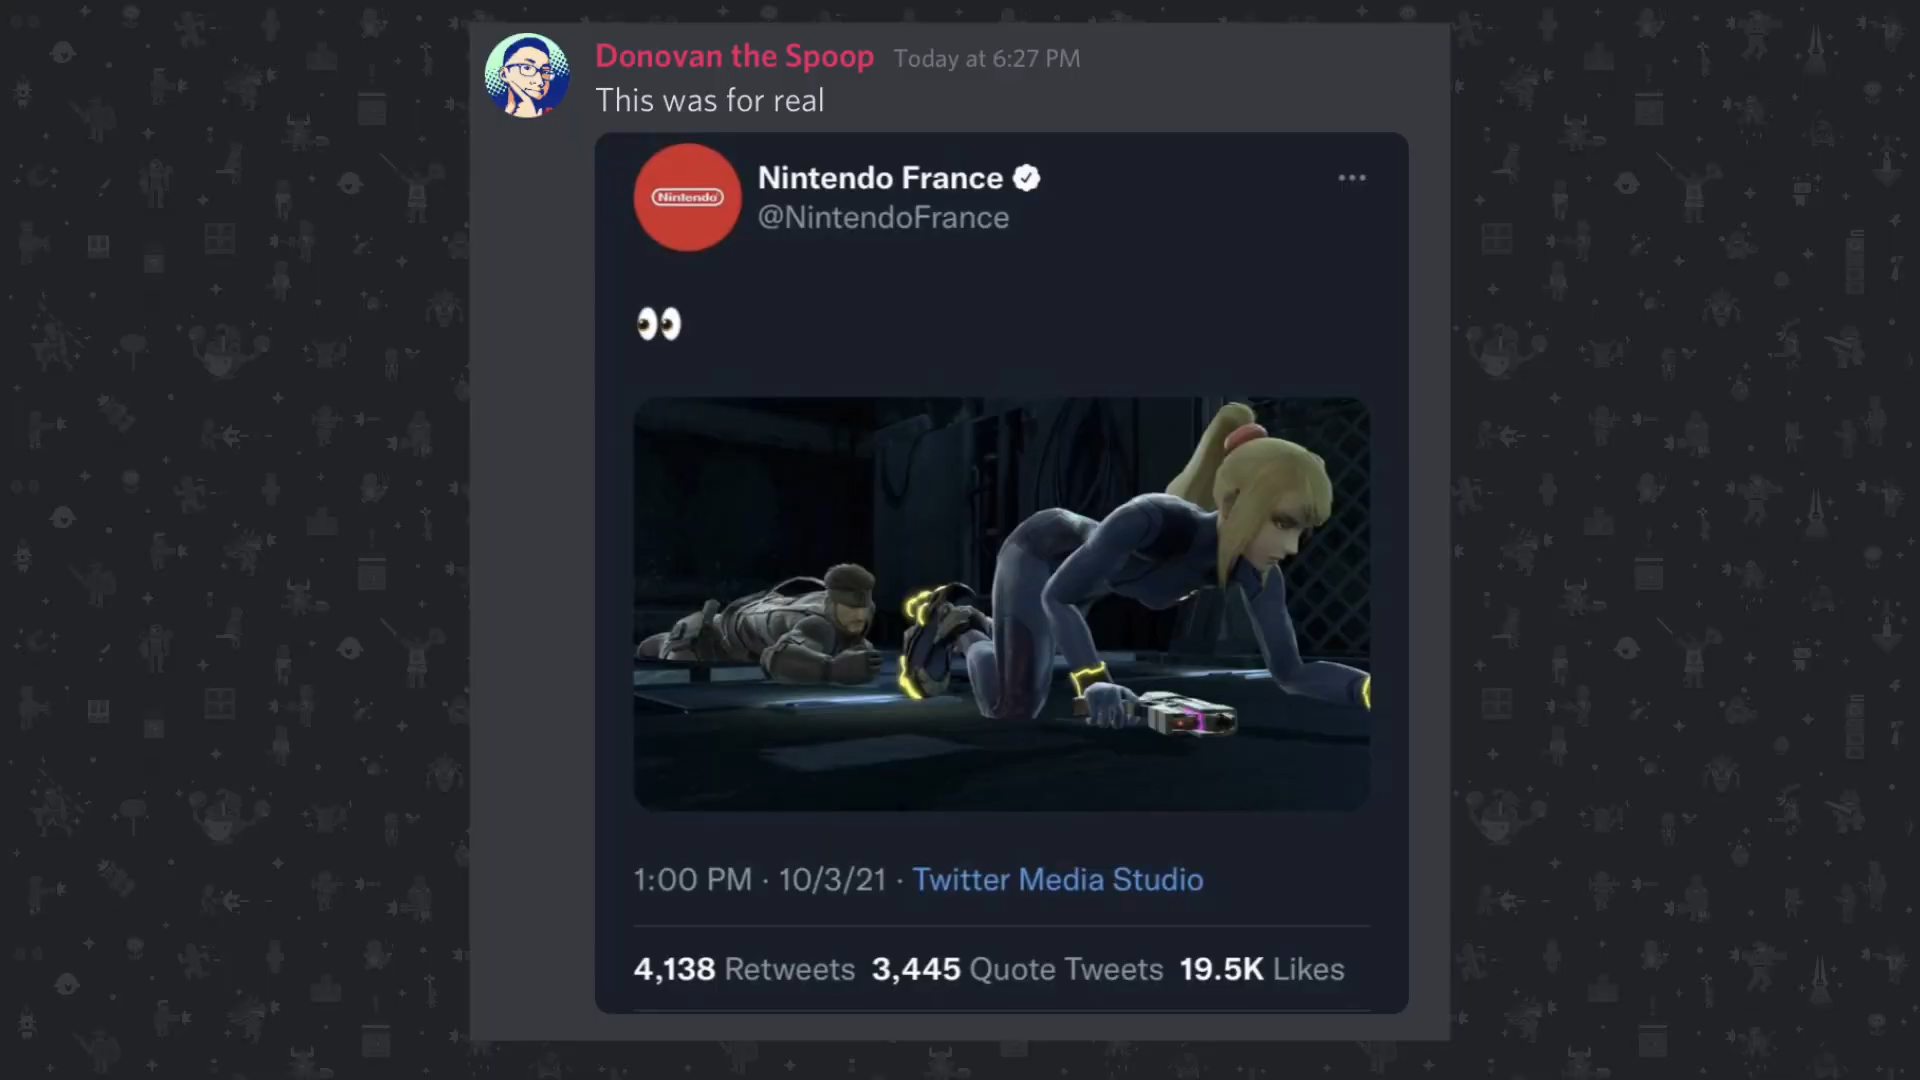 Donovan the Spoop Today at 6:27 PM
This was for real
Nintendo
Nintendo France
@NintendoFrance
👀
1:00 PM · 10/3/21 · Twitter Media Studio
4,138 Retweets 3,445 Quote Tweets 19.5K Likes